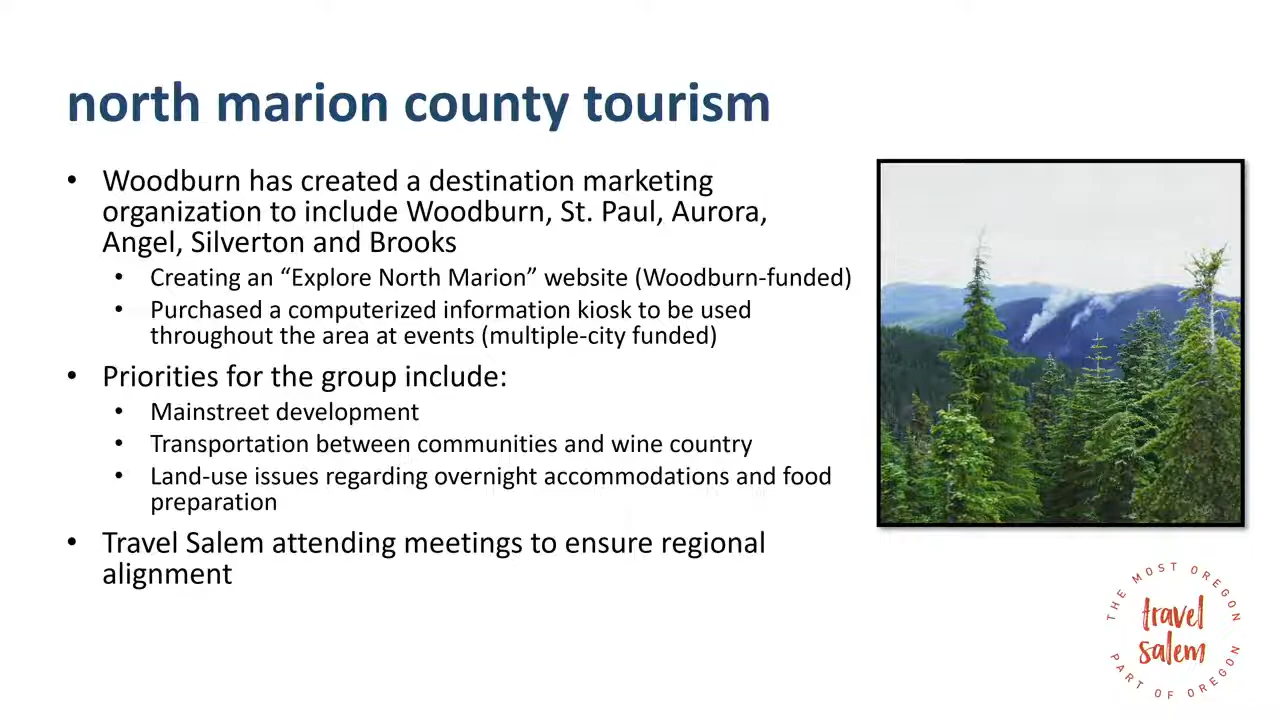 north marion county tourism
• Woodburn has created a destination marketing
organization to include Woodburn, St. Paul, Aurora,
Angel, Silverton and Brooks
• Creating an “Explore North Marion” website (Woodburn-funded)
• Purchased a computerized information kiosk to be used
throughout the area at events (multiple-city funded)
• Priorities for the group include:
• Mainstreet development
• Transportation between communities and wine country
• Land-use issues regarding overnight accommodations and food
preparation
• Travel Salem attending meetings to ensure regional
alignment
THE MOST OREGON
travel
salem
PART OF OREGON